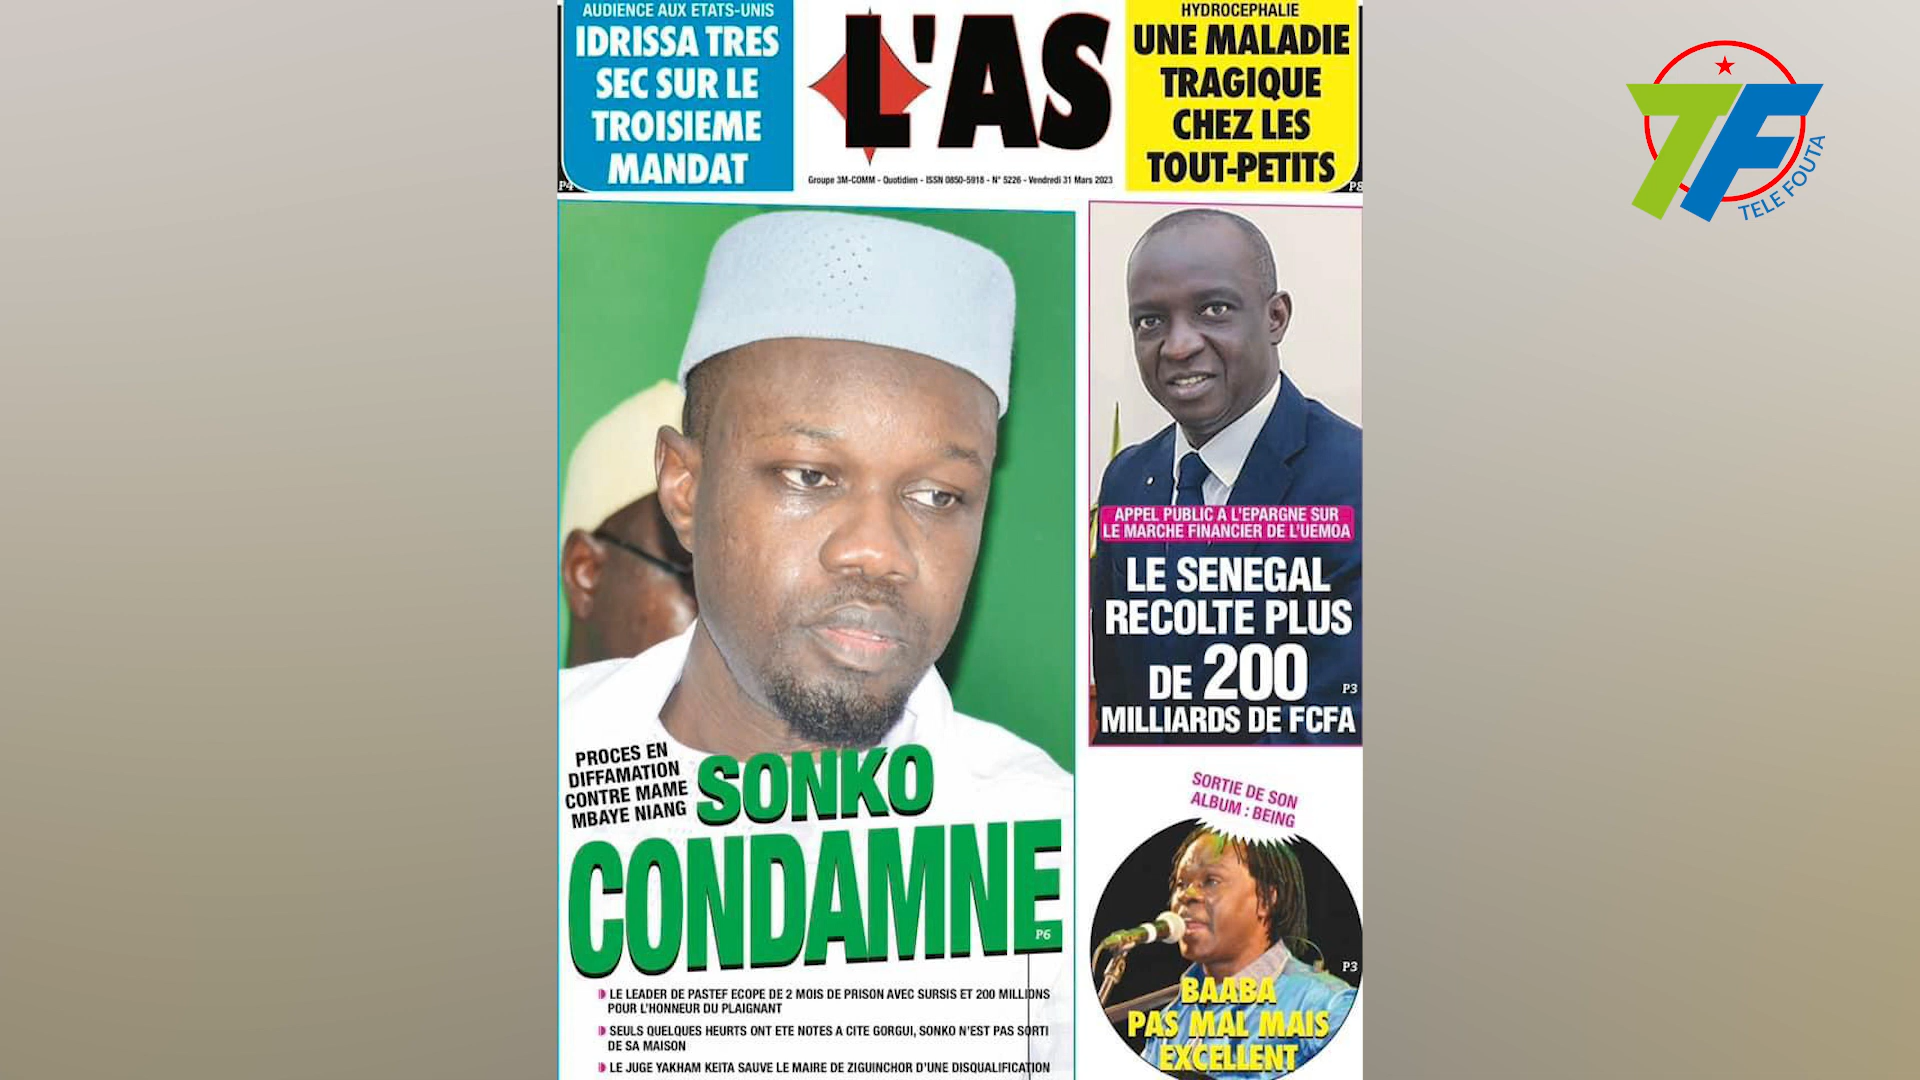 AUDIENCE AUX ETATS-UNIS
IDRISSA TRES
SEC SUR LE
TROISIEME
MANDAT
P4
L'AS
Groupe 3M-COMM - Quotidien - ISSN 0850-5918 - N° 5226 - Vendredi 31 Mars 2023
HYDROCEPHALIE
UNE MALADIE
TRAGIQUE
CHEZ LES
TOUT-PETITS
P8
TF
TELE FOUTA
APPEL PUBLIC A L'EPARGNE SUR
LE MARCHE FINANCIER DE L'UEMOA
LE SENEGAL
RECOLTE PLUS
DE 200
MILLIARDS DE FCFA
P3
PROCES EN
DIFFAMATION
CONTRE MAME
MBAYE NIANG
SONKO
CONDAMNE
P6
LE LEADER DE PASTEF ECOPE DE 2 MOIS DE PRISON AVEC SURSIS ET 200 MILLIONS
POUR L'HONNEUR DU PLAIGNANT
SEULS QUELQUES HEURTS ONT ETE NOTES A CITE GORGUI, SONKO N'EST PAS SORTI
DE SA MAISON
LE JUGE YAKHAM KEITA SAUVE LE MAIRE DE ZIGUINCHOR D'UNE DISQUALIFICATION
SORTIE DE SON
ALBUM : BEING
P3
BAABA
PAS MAL MAIS
EXCELLENT